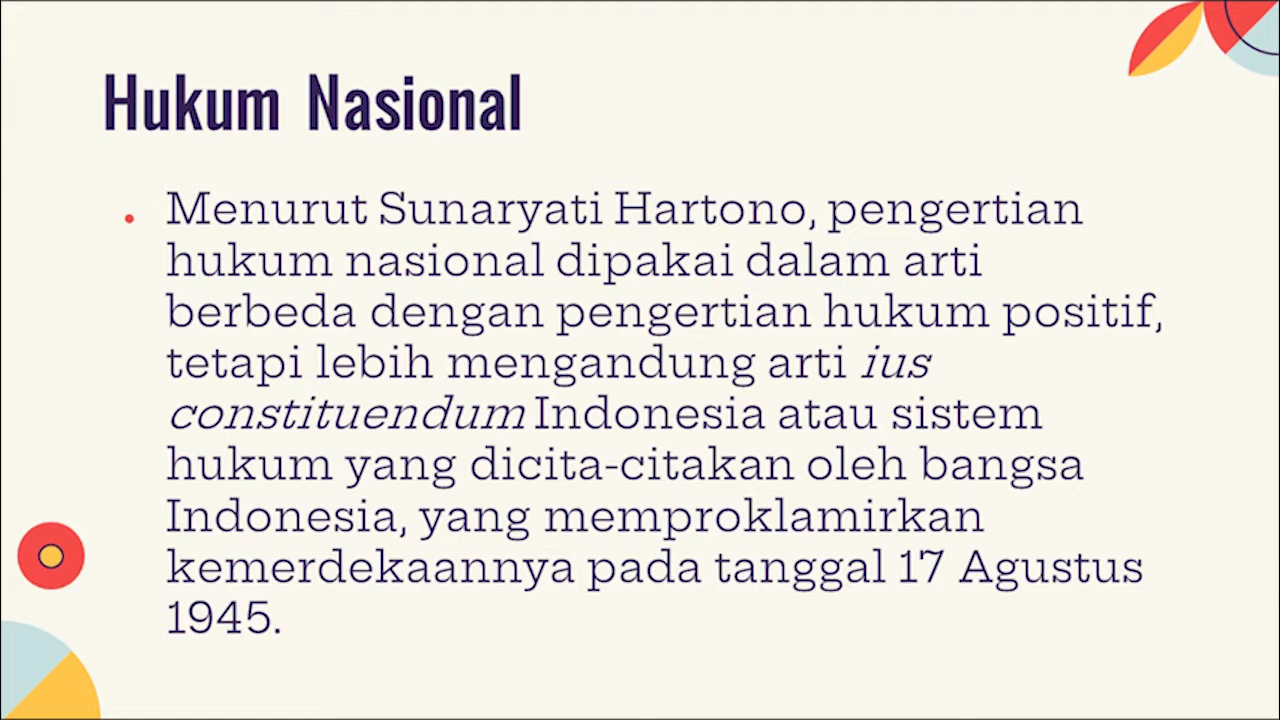 Hukum Nasional
• Menurut Sunaryati Hartono, pengertian
hukum nasional dipakai dalam arti
berbeda dengan pengertian hukum positif,
tetapi lebih mengandung arti ius
constituendum Indonesia atau sistem
hukum yang dicita-citakan oleh bangsa
Indonesia, yang memproklamirkan
kemerdekaannya pada tanggal 17 Agustus
1945.